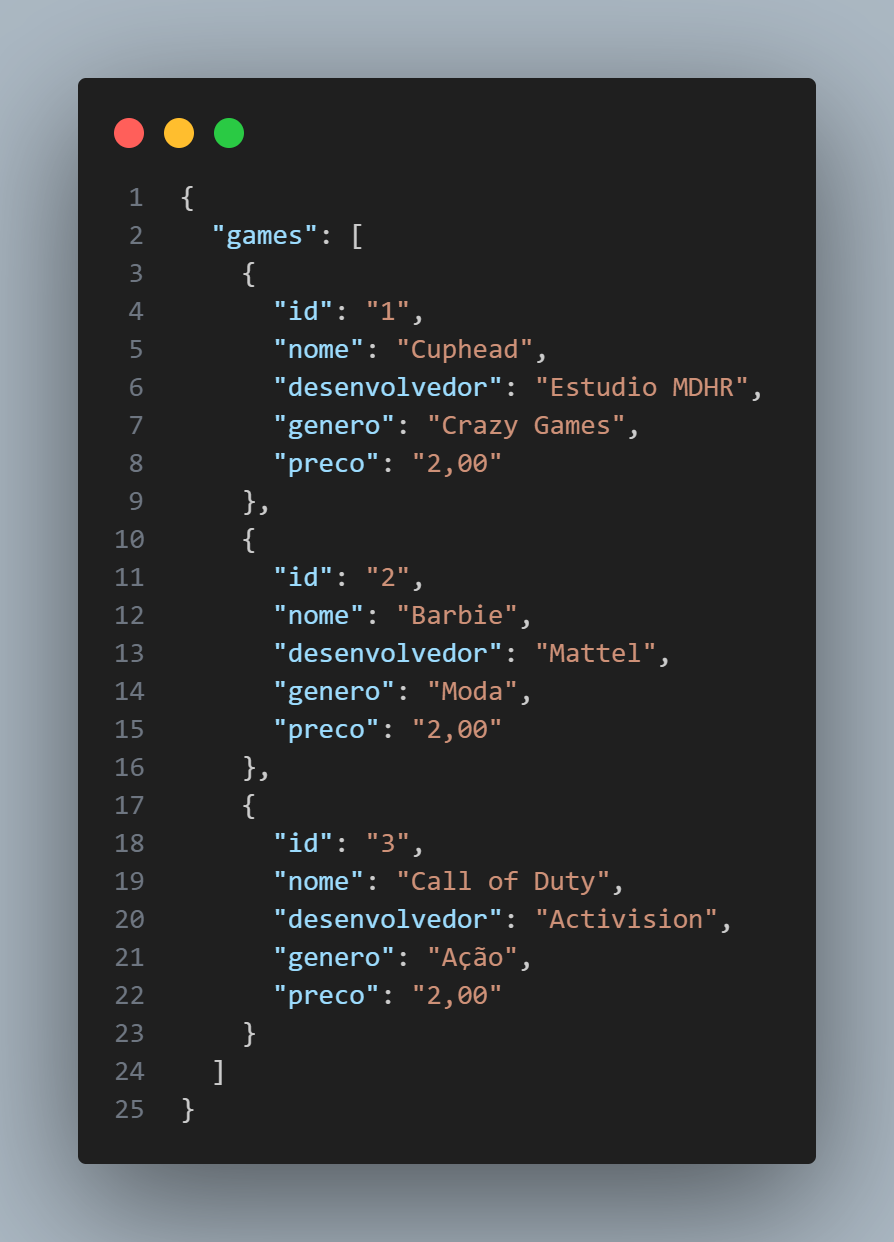 1 {
2 "games": [
3 {
4 "id": "1",
5 "nome": "Cuphead",
6 "desenvolvedor": "Estudio MDHR",
7 "genero": "Crazy Games",
8 "preco": "2,00"
9 },
10 {
11 "id": "2",
12 "nome": "Barbie",
13 "desenvolvedor": "Mattel",
14 "genero": "Moda",
15 "preco": "2,00"
16 },
17 {
18 "id": "3",
19 "nome": "Call of Duty",
20 "desenvolvedor": "Activision",
21 "genero": "Ação",
22 "preco": "2,00"
23 }
24 ]
25 }